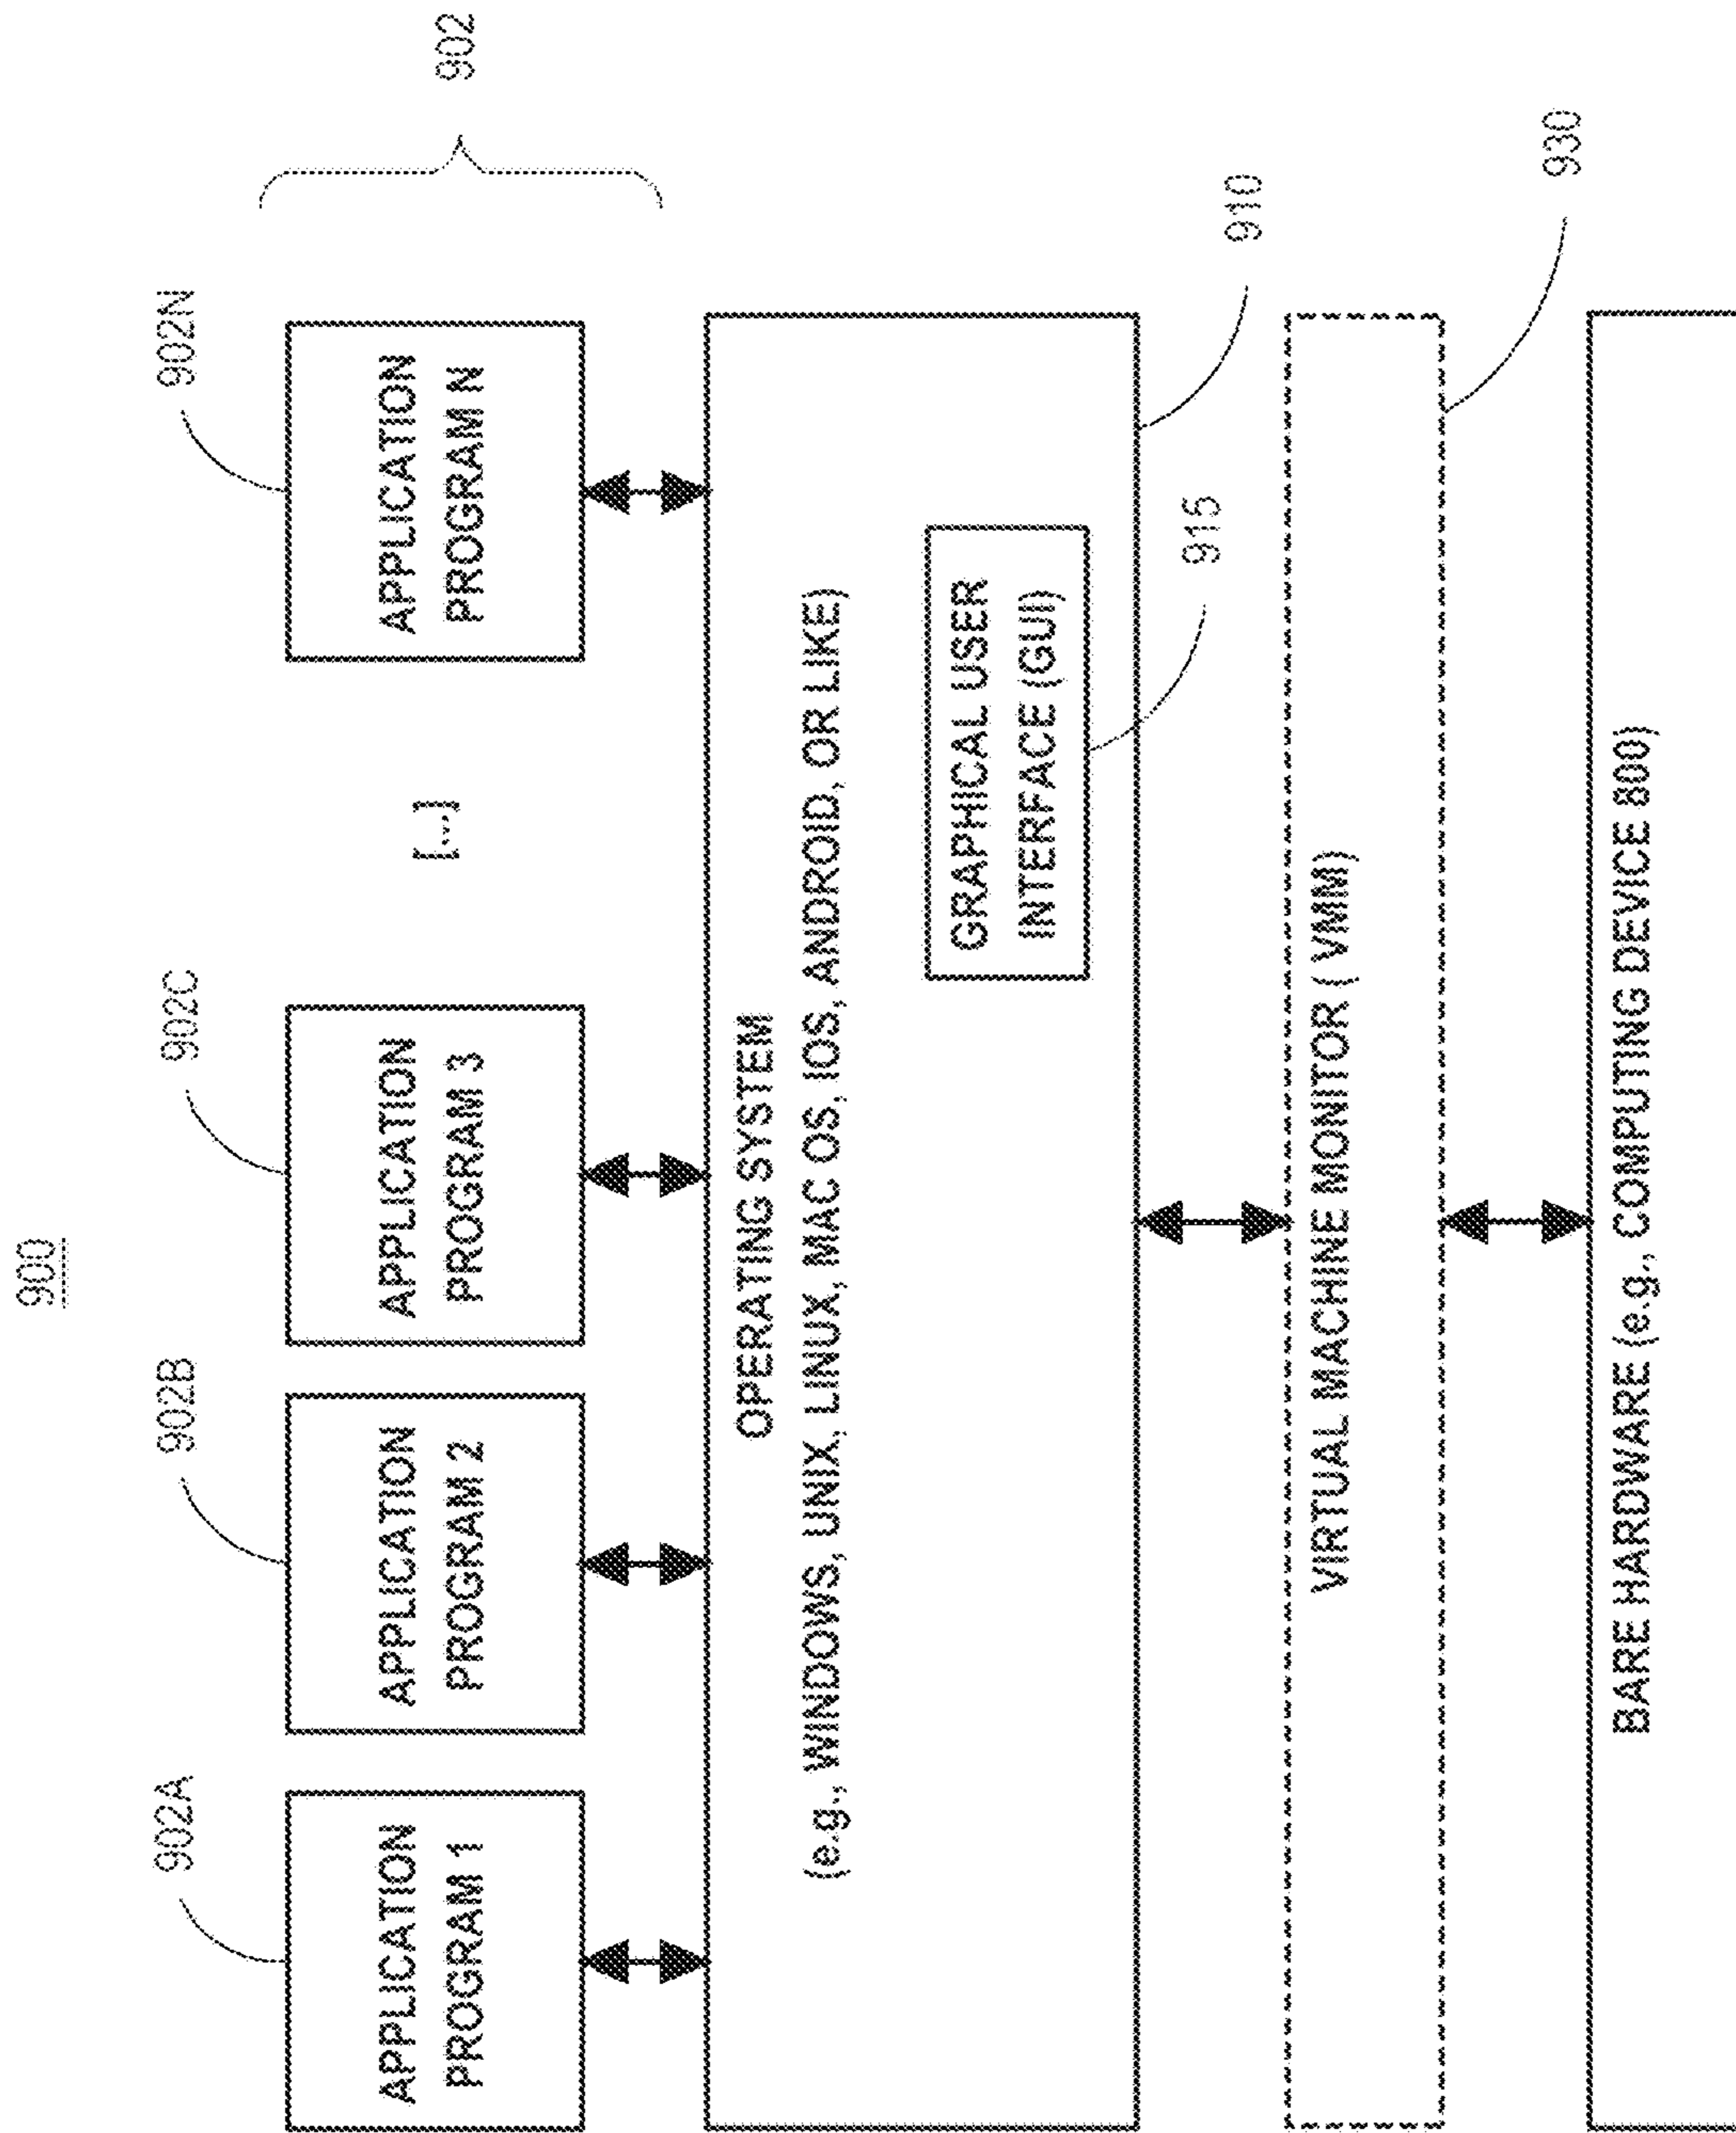 900
902A
902B
902C
902N
902
APPLICATION
PROGRAM 1
APPLICATION
PROGRAM 2
APPLICATION
PROGRAM 3
[...]
APPLICATION
PROGRAM N
OPERATING SYSTEM
(e.g., WINDOWS, UNIX, LINUX, MAC OS, IOS, ANDROID, OR LIKE)
GRAPHICAL USER
INTERFACE (GUI)
915
910
VIRTUAL MACHINE MONITOR ( VMM)
930
BARE HARDWARE (e.g., COMPUTING DEVICE 800)